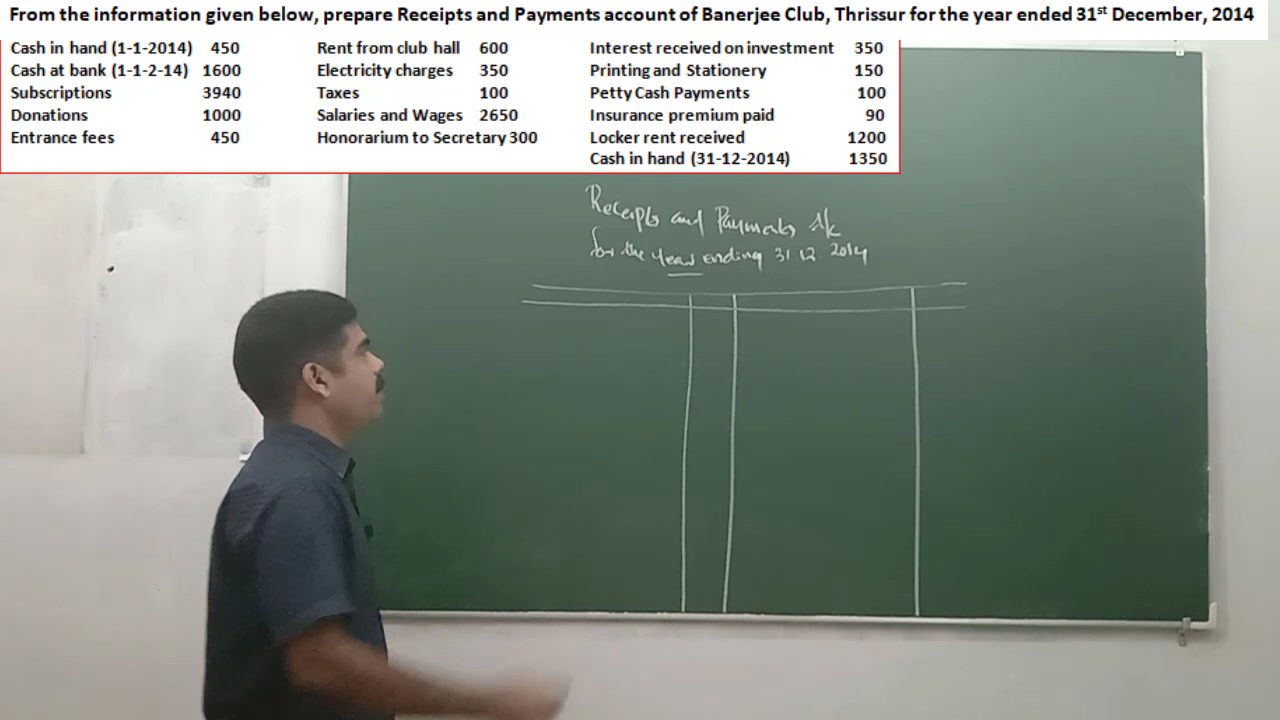 From the information given below, prepare Receipts and Payments account of Banerjee Club, Thrissur for the year ended 31st December, 2014
Cash in hand (1-1-2014) 450 Rent from club hall 600 Interest received on investment 350
Cash at bank (1-1-2-14) 1600 Electricity charges 350 Printing and Stationery 150
Subscriptions 3940 Taxes 100 Petty Cash Payments 100
Donations 1000 Salaries and Wages 2650 Insurance premium paid 90
Entrance fees 450 Honorarium to Secretary 300 Locker rent received 1200
Cash in hand (31-12-2014) 1350
Receipts and Payments A/c
for the year ending 31 12 2014